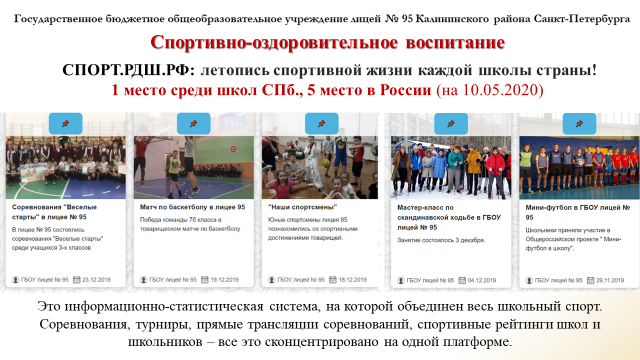 Государственное бюджетное общеобразовательное учреждение лицей № 95 Калининского района Санкт-Петербурга
Спортивно-оздоровительное воспитание
СПОРТ.РДШ.РФ: летопись спортивной жизни каждой школы страны!
1 место среди школ СПб., 5 место в России (на 10.05.2020)
Соревнования "Веселые
старты" в лицее № 95
В лицее № 95 состоялись
соревнования "Веселые старты"
среди учащихся 3-х классов
ГБОУ лицей № 95 23.12.2019
Матч по баскетболу в лицее 95
Победа команды 7б класса в
товарищеском матче по баскетболу
ГБОУ лицей № 95 19.12.2019
"Наши спортсмены"
Юные спортсмены лицея 95
познакомились со спортивными
достижениями товарищей.
ГБОУ лицей № 95 18.12.2019
Мастер-класс по
скандинавской ходьбе в ГБОУ
лицей № 95
Занятие состоялось 3 декабря.
ГБОУ лицей № 95 04.12.2019
Мини-футбол в ГБОУ лицей №
95
Школьники приняли участие в
Общероссийском проекте " Мини-
футбол в школу".
ГБОУ лицей № 95 29.11.2019
Это информационно-статистическая система, на которой объединен весь школьный спорт.
Соревнования, турниры, прямые трансляции соревнований, спортивные рейтинги школ и
школьников – все это сконцентрировано на одной платформе.